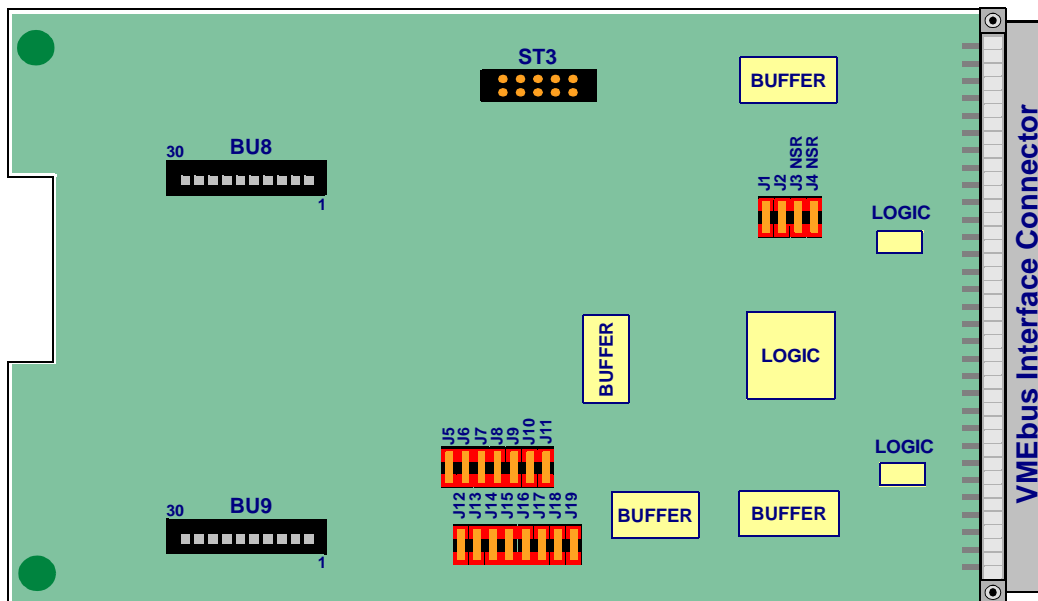 ST3
BUFFER
30
BU8
1
J1
J2
J3 NSR
J4 NSR
LOGIC
BUFFER
LOGIC
VMEbus Interface Connector
J5
J6
J7
J8
J9
J10
J11
LOGIC
30
BU9
1
J12
J13
J14
J15
J16
J17
J18
J19
BUFFER
BUFFER